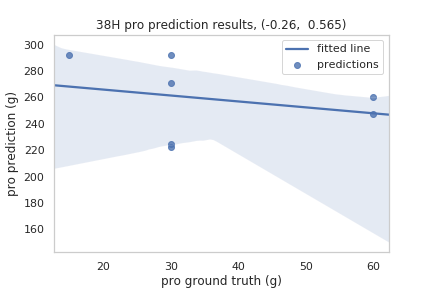 38H pro prediction results, (-0.26,  0.565)
fitted line
predictions
pro prediction (g)
300
280
260
240
220
200
180
160
20
30
40
50
60
pro ground truth (g)